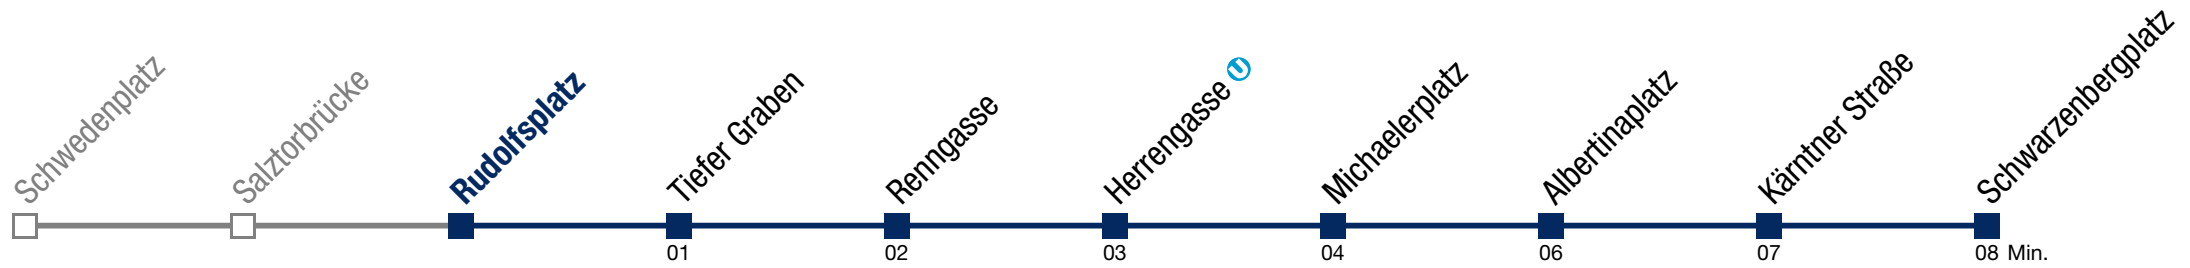 Schwedenplatz
Salztorbrücke
Rudolfsplatz
Tiefer Graben
Renngasse
Herrengasse
Michaelerplatz
Albertinaplatz
Kärntner Straße
Schwarzenbergplatz
01 02 03 04 06 07 08 Min.